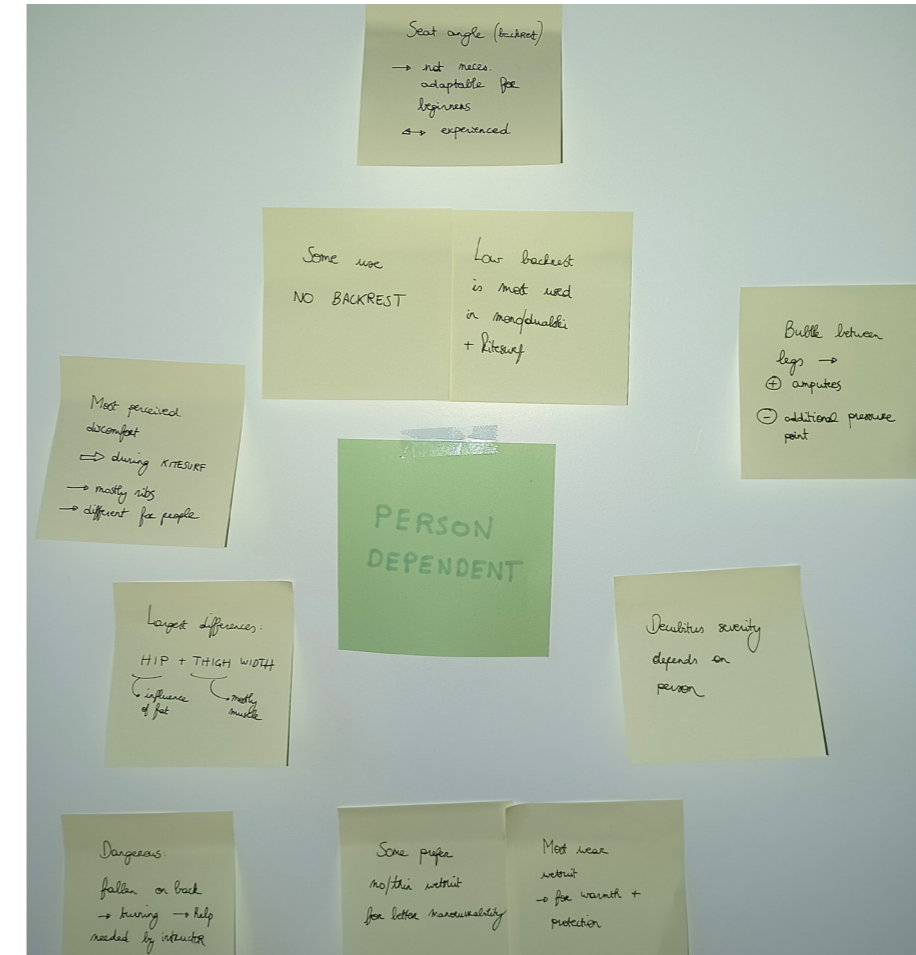 Seat angle (backrest)
→ not neces.
adaptable for
beginners
↔ experienced
Some use
NO BACKREST
Low backrest
is most used
in mono/dualski
+ kitesurf
Bubble between
legs →
⊕ amputees
⊖ additional pressure
point
Most perceived
discomfort
⇒ during KITESURF
→ mostly ribs
→ different for people
PERSON
DEPENDENT
Largest differences:
HIP + THIGH WIDTH
influence
of fat
mostly
muscle
Decubitus severity
depends on
person
Dangerous:
fallen on back
→ turning → help
needed by intructor
Some prefer
no/thin wetsuit
for better manoeuvrability
Most wear
wetsuit
→ for warmth +
protection